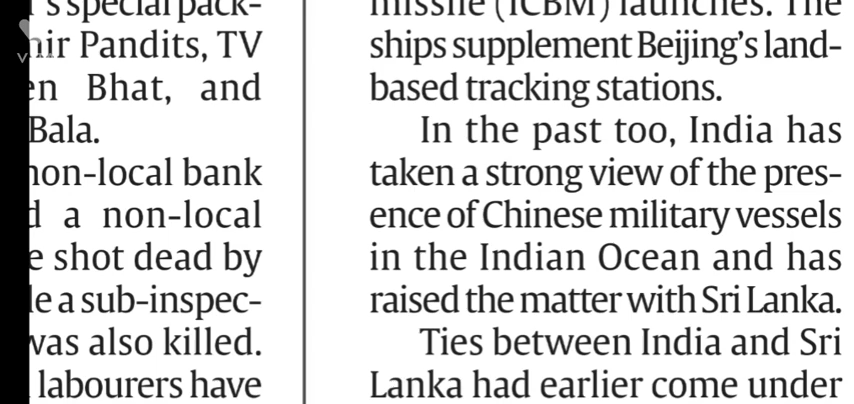 's special pack-
Pandits, TV
Bhat, and
Bala.
non-local bank
a non-local
shot dead by
a sub-inspec-
was also killed.
labourers have
missile (ICBM) launches. The
ships supplement Beijing's land-
based tracking stations.
In the past too, India has
taken a strong view of the pres-
ence of Chinese military vessels
in the Indian Ocean and has
raised the matter with Sri Lanka.
Ties between India and Sri
Lanka had earlier come under